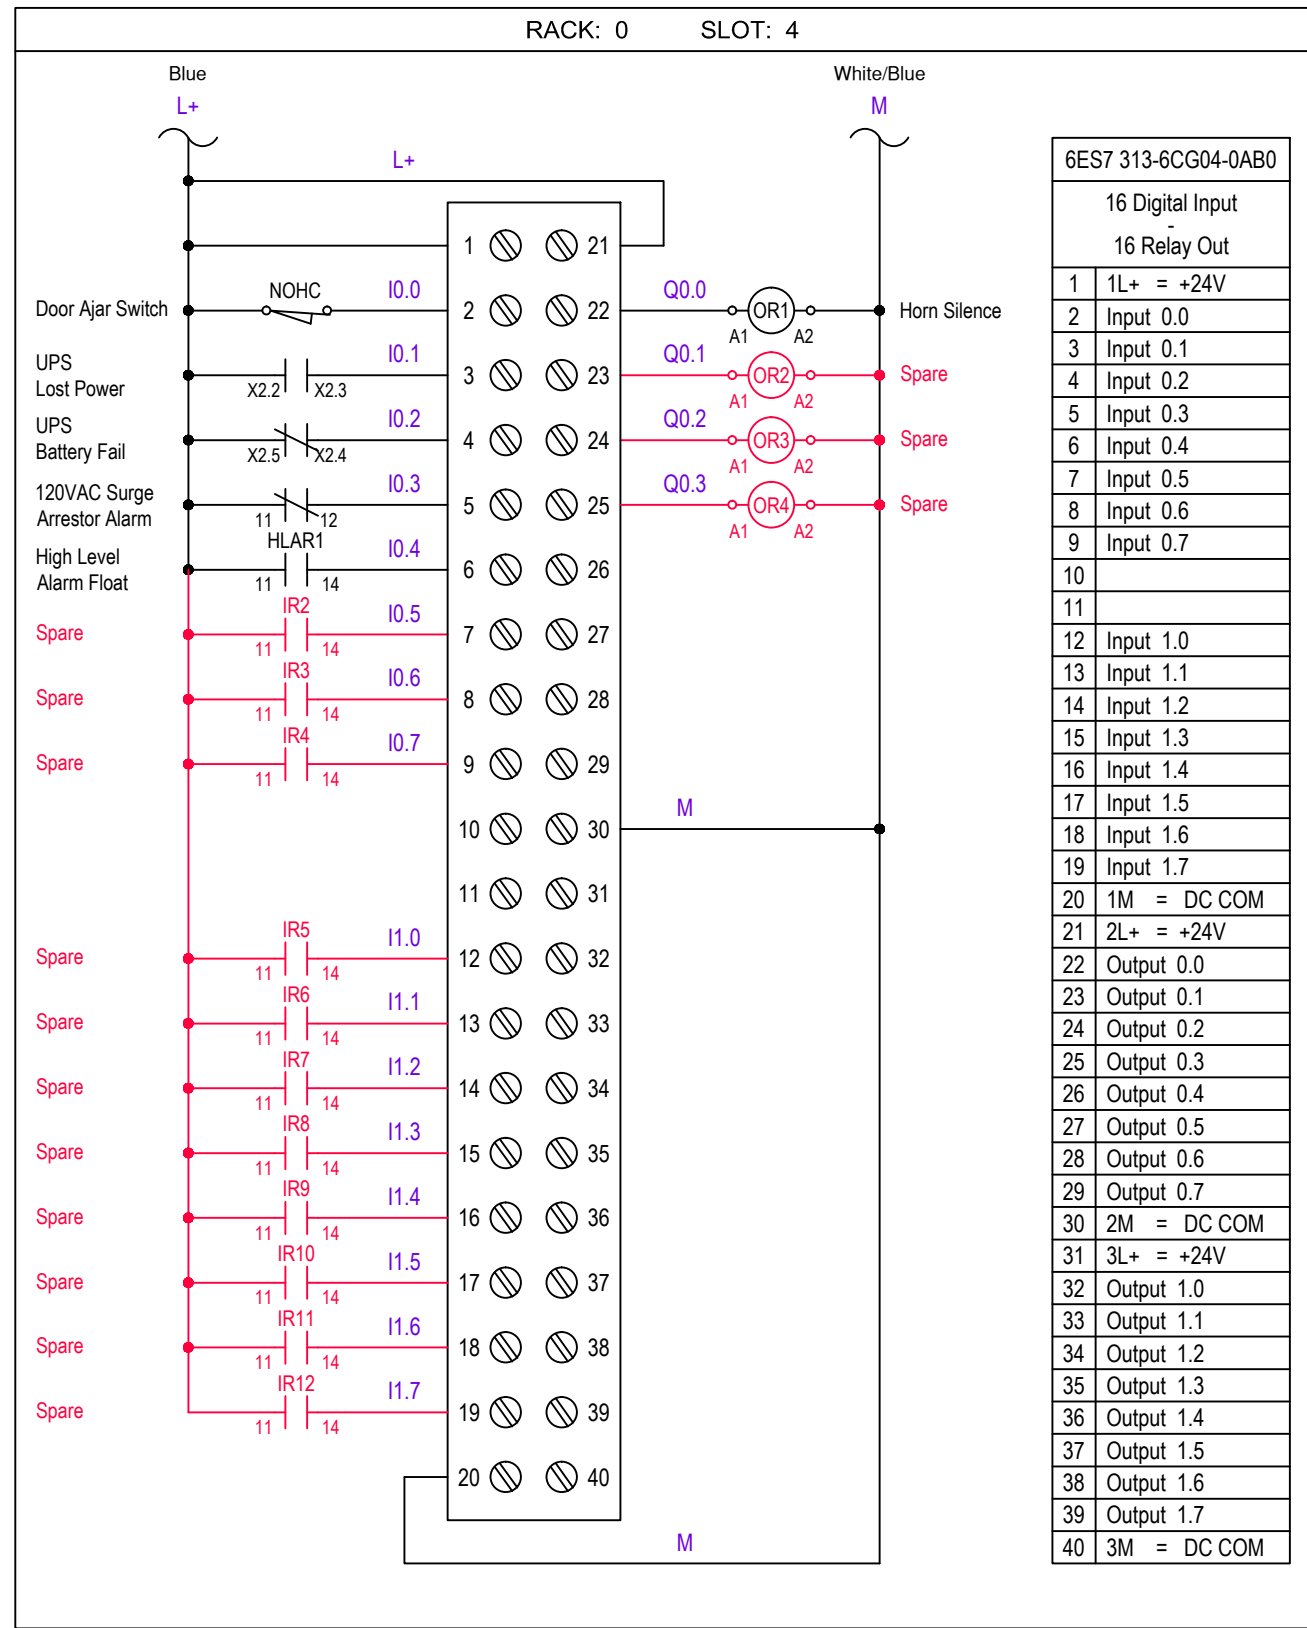 RACK: 0 SLOT: 4
Blue
L+
White/Blue
M
L+
1 21
Door Ajar Switch NOHC I0.0 2 22 Q0.0 OR1 A1 A2 Horn Silence
UPS
Lost Power
X2.2 X2.3 I0.1 3 23 Q0.1 OR2 A1 A2 Spare
UPS
Battery Fail
X2.5 X2.4 I0.2 4 24 Q0.2 OR3 A1 A2 Spare
120VAC Surge
Arrestor Alarm
11 12 I0.3 5 25 Q0.3 OR4 A1 A2 Spare
High Level
Alarm Float
HLAR1 11 14 I0.4 6 26
Spare IR2 11 14 I0.5 7 27
Spare IR3 11 14 I0.6 8 28
Spare IR4 11 14 I0.7 9 29
10 30 M
11 31
Spare IR5 11 14 I1.0 12 32
Spare IR6 11 14 I1.1 13 33
Spare IR7 11 14 I1.2 14 34
Spare IR8 11 14 I1.3 15 35
Spare IR9 11 14 I1.4 16 36
Spare IR10 11 14 I1.5 17 37
Spare IR11 11 14 I1.6 18 38
Spare IR12 11 14 I1.7 19 39
20 40
M
6ES7 313-6CG04-0AB0
16 Digital Input
-
16 Relay Out
1 1L+ = +24V
2 Input 0.0
3 Input 0.1
4 Input 0.2
5 Input 0.3
6 Input 0.4
7 Input 0.5
8 Input 0.6
9 Input 0.7
10
11
12 Input 1.0
13 Input 1.1
14 Input 1.2
15 Input 1.3
16 Input 1.4
17 Input 1.5
18 Input 1.6
19 Input 1.7
20 1M = DC COM
21 2L+ = +24V
22 Output 0.0
23 Output 0.1
24 Output 0.2
25 Output 0.3
26 Output 0.4
27 Output 0.5
28 Output 0.6
29 Output 0.7
30 2M = DC COM
31 3L+ = +24V
32 Output 1.0
33 Output 1.1
34 Output 1.2
35 Output 1.3
36 Output 1.4
37 Output 1.5
38 Output 1.6
39 Output 1.7
40 3M = DC COM